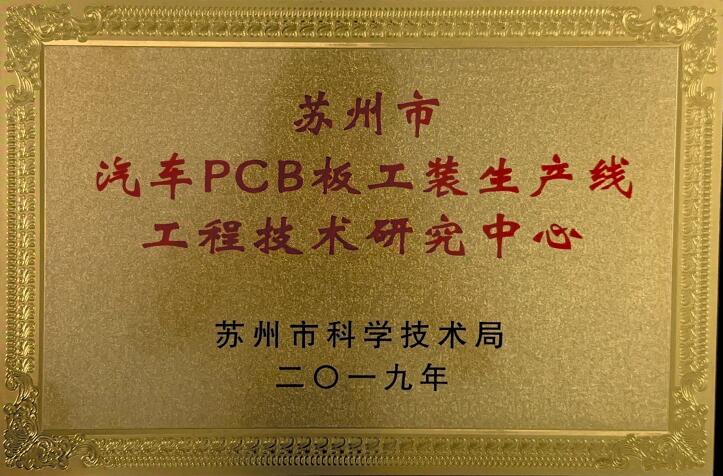 苏州市
汽车PCB板工装生产线
工程技术研究中心
苏州市科学技术局
二〇一九年